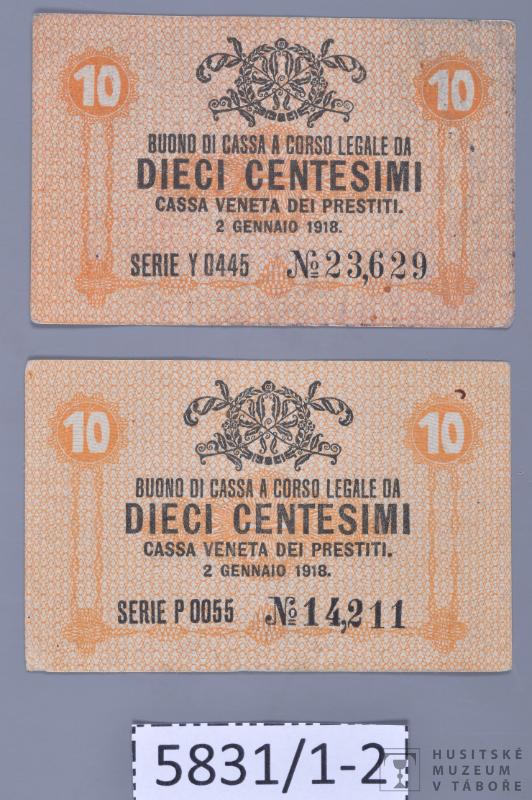 10 10
BUONO DI CASSA A CORSO LEGALE DA
DIECI CENTESIMI
CASSA VENETA DEI PRESTITI.
2 GENNAIO 1918.
SERIE Y 0445 No 23,629
10 10
BUONO DI CASSA A CORSO LEGALE DA
DIECI CENTESIMI
CASSA VENETA DEI PRESTITI.
2 GENNAIO 1918.
SERIE P 0055 No 14,211
5831/1-2
HUSITSKÉ
MUZEUM
V TÁBOŘE